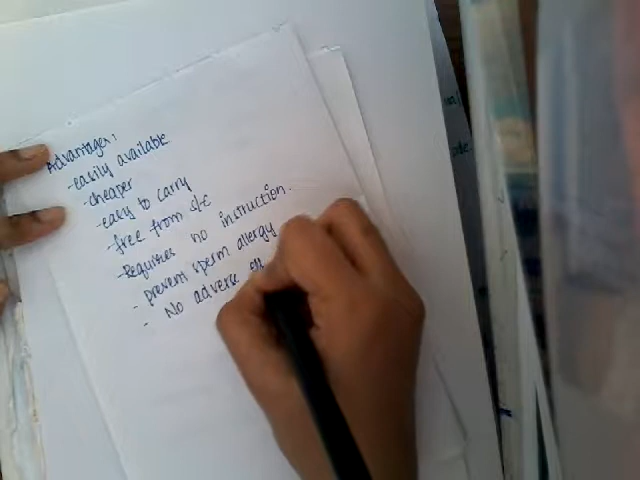 Advantages:
- easily available
- cheaper
- easy to carry
- free from s/c
- Requires no instruction.
- prevent sperm allergy
- No adverse